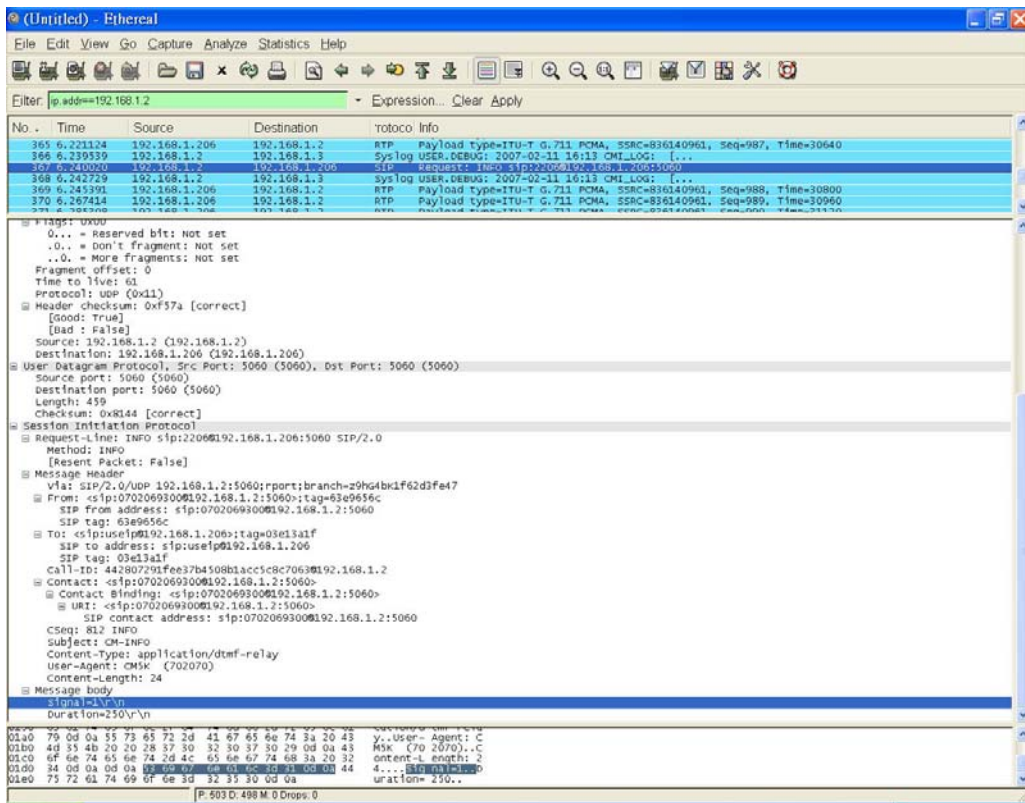 (Untitled) - Ethereal
File Edit View Go Capture Analyze Statistics Help
Filter: ip.addr==192.168.1.2 Expression... Clear Apply
No. . Time Source Destination rotoco Info
365 6.221124 192.168.1.206 192.168.1.2 RTP Payload type=ITU-T G.711 PCMA, SSRC=836140961, Seq=987, Time=30640
366 6.239539 192.168.1.2 192.168.1.3 Syslog USER.DEBUG: 2007-02-11 16:13 CMI_LOG: [...
367 6.240020 192.168.1.2 192.168.1.206 SIP Request: INFO sip:2206@192.168.1.206:5060
368 6.242729 192.168.1.2 192.168.1.3 Syslog USER.DEBUG: 2007-02-11 16:13 CMI_LOG: [...
369 6.245391 192.168.1.206 192.168.1.2 RTP Payload type=ITU-T G.711 PCMA, SSRC=836140961, Seq=988, Time=30800
370 6.267414 192.168.1.206 192.168.1.2 RTP Payload type=ITU-T G.711 PCMA, SSRC=836140961, Seq=989, Time=30960
Flags: 0x00
0... = Reserved bit: Not set
.0.. = Don't fragment: Not set
..0. = More fragments: Not set
Fragment offset: 0
Time to live: 61
Protocol: UDP (0x11)
Header checksum: 0xf57a [correct]
[Good: True]
[Bad : False]
Source: 192.168.1.2 (192.168.1.2)
Destination: 192.168.1.206 (192.168.1.206)
User Datagram Protocol, Src Port: 5060 (5060), Dst Port: 5060 (5060)
Source port: 5060 (5060)
Destination port: 5060 (5060)
Length: 459
Checksum: 0x8144 [correct]
Session Initiation Protocol
Request-Line: INFO sip:2206@192.168.1.206:5060 SIP/2.0
Method: INFO
[Resent Packet: False]
Message Header
Via: SIP/2.0/UDP 192.168.1.2:5060;rport;branch=z9hG4bK1f62d3fe47
From: <sip:0702069300@192.168.1.2:5060>;tag=63e9656c
SIP from address: sip:0702069300@192.168.1.2:5060
SIP tag: 63e9656c
To: <sip:useip@192.168.1.206>;tag=03e13a1f
SIP to address: sip:useip@192.168.1.206
SIP tag: 03e13a1f
Call-ID: 442807291fee37b4508b1acc5c8c7063@192.168.1.2
Contact: <sip:0702069300@192.168.1.2:5060>
Contact Binding: <sip:0702069300@192.168.1.2:5060>
URI: <sip:0702069300@192.168.1.2:5060>
SIP contact address: sip:0702069300@192.168.1.2:5060
CSeq: 812 INFO
Subject: CM-INFO
Content-Type: application/dtmf-relay
User-Agent: CM5K (702070)
Content-Length: 24
Message body
Signal=1\r\n
Duration=250\r\n
01a0 79 0d 0a 55 73 65 72 2d 41 67 65 6e 74 3a 20 43 y..User- Agent: C
01b0 4d 35 4b 20 20 28 37 30 32 30 37 30 29 0d 0a 43 M5K (70 2070)..C
01c0 6f 6e 74 65 6e 74 2d 4c 65 6e 67 74 68 3a 20 32 ontent-L ength: 2
01d0 34 0d 0a 0d 0a 53 69 67 6e 61 6c 3d 31 0d 0a 44 4....Sig nal=1..D
01e0 75 72 61 74 69 6f 6e 3d 32 35 30 0d 0a uration= 250..
P: 503 D: 498 M: 0 Drops: 0